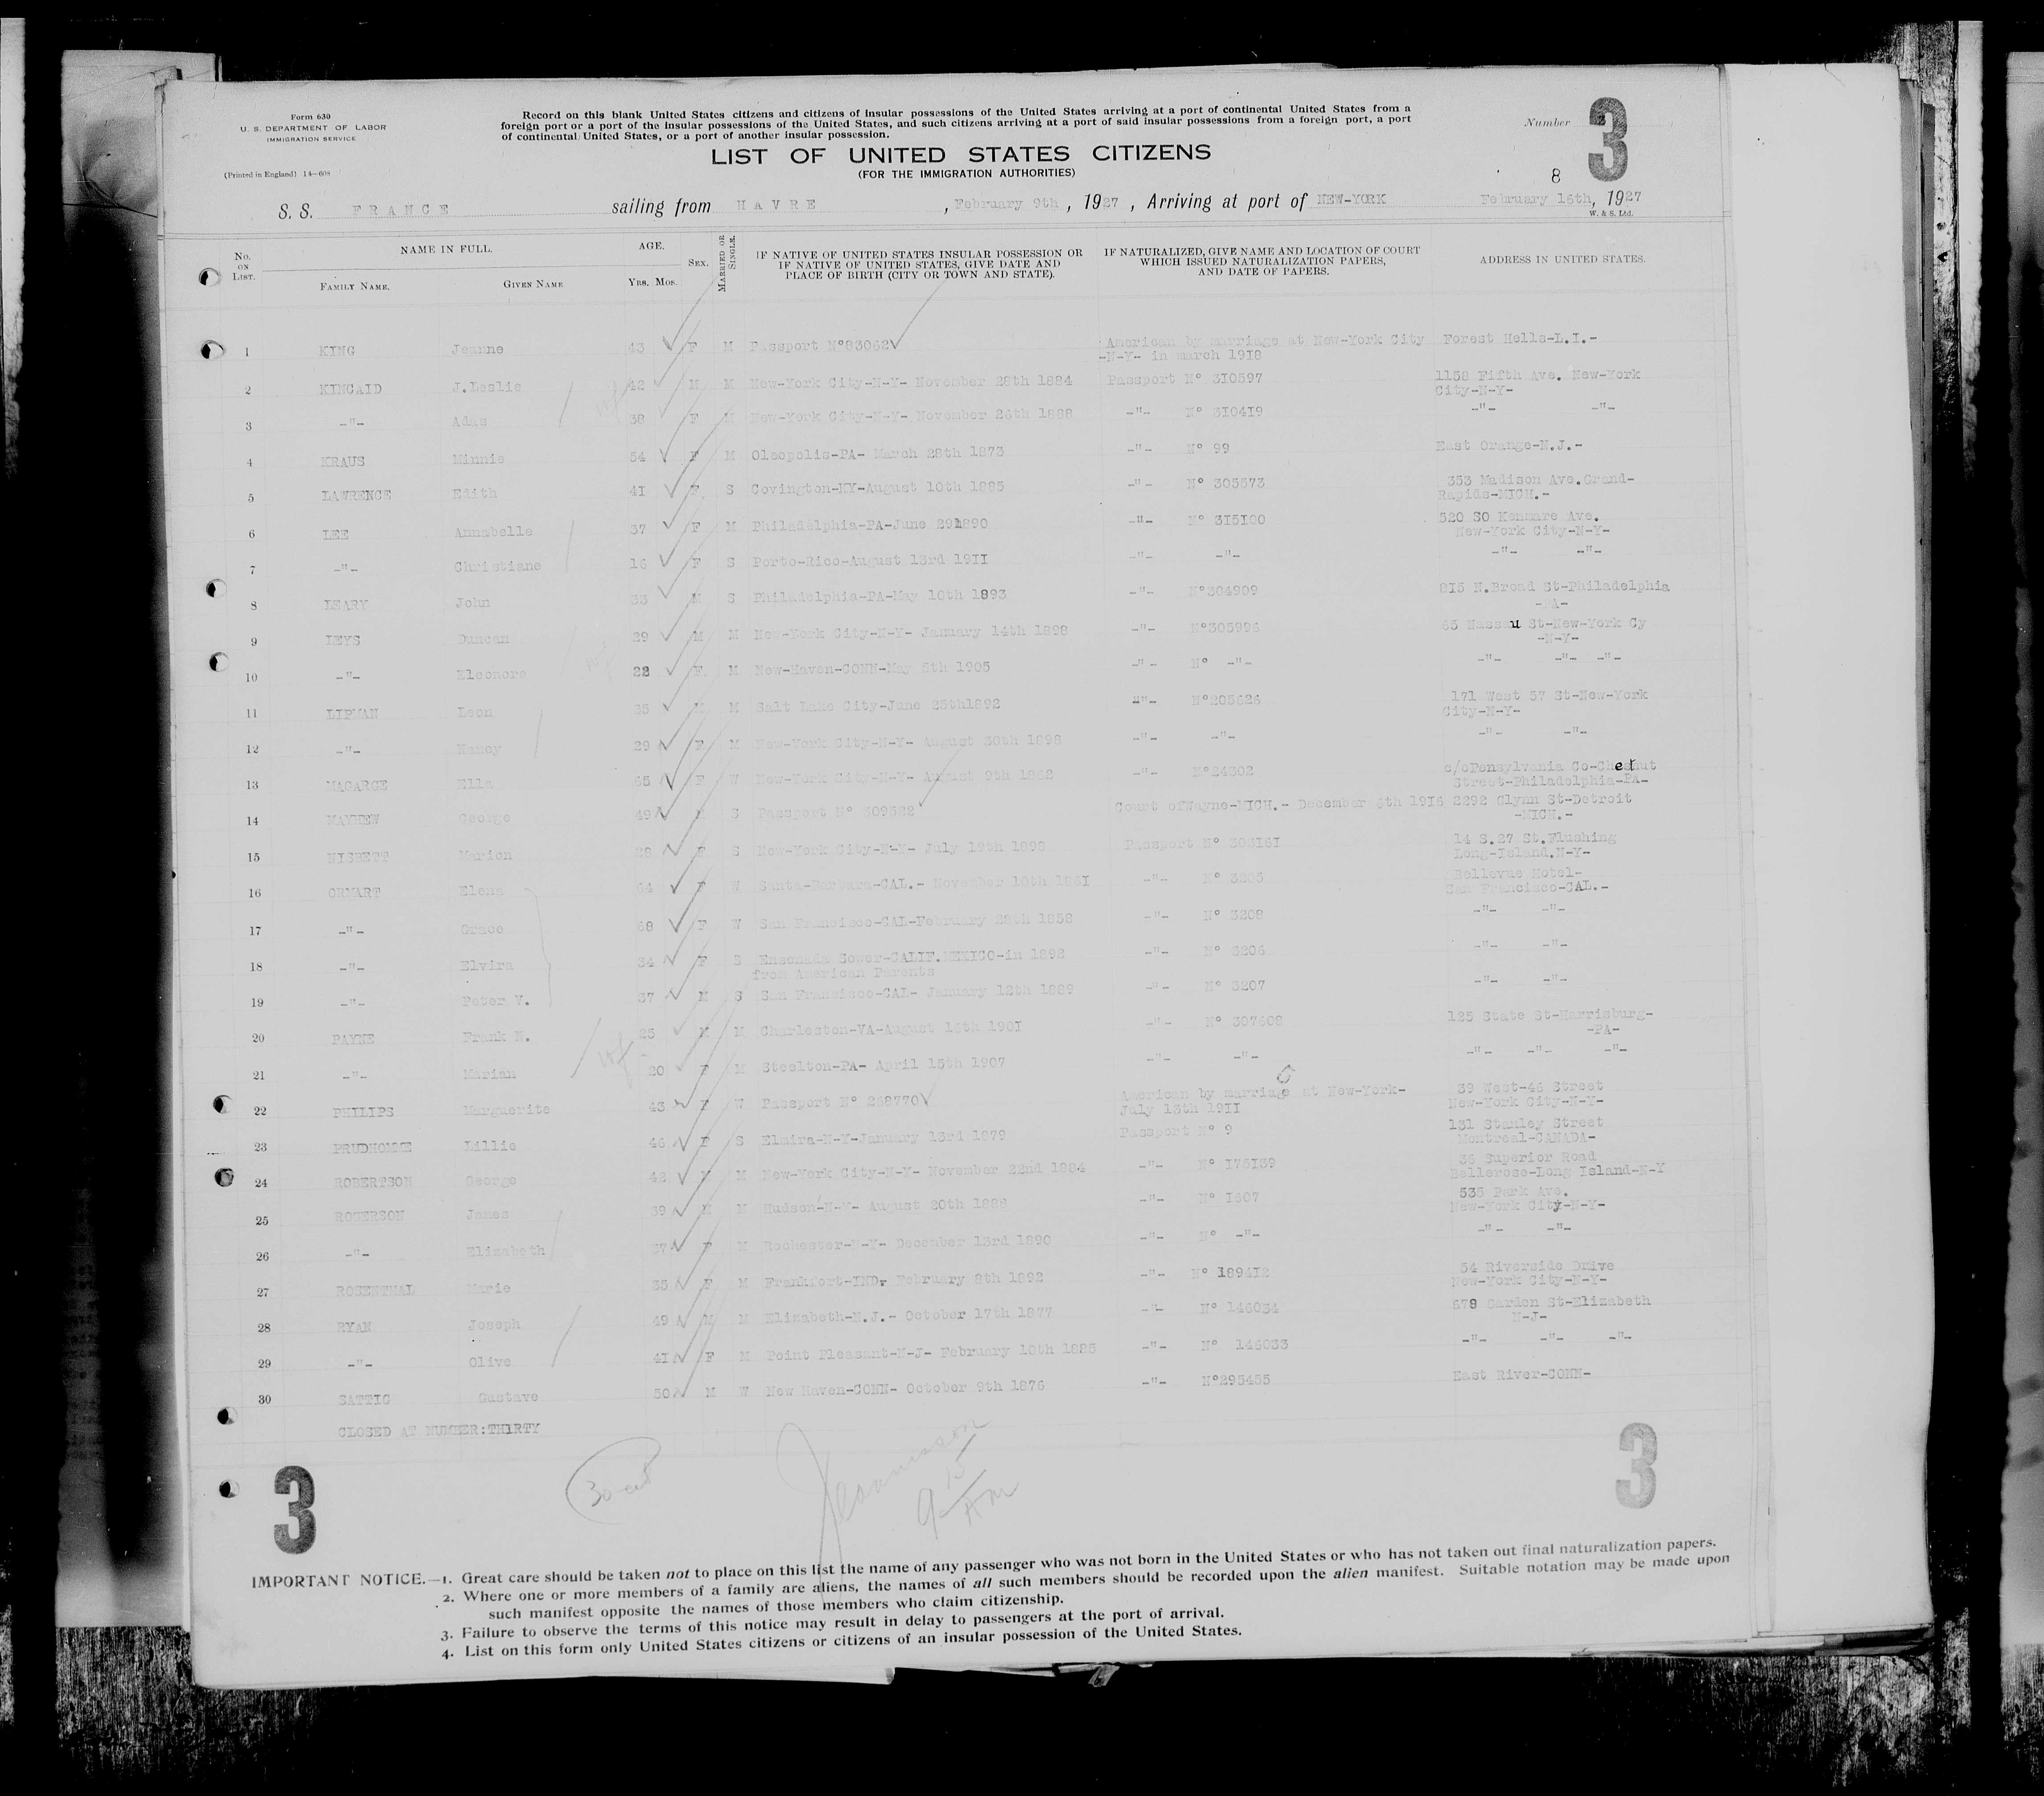 Form 630
U. S. DEPARTMENT OF LABOR
IMMIGRATION SERVICE
(Printed in England) 14—608
Record on this blank United States citizens and citizens of insular possessions of the United States arriving at a port of continental United States from a
foreign port or a port of the insular possessions of the United States, and such citizens arriving at a port of said insular possessions from a foreign port, a port
of continental United States, or a port of another insular possession.
Number 3
LIST OF UNITED STATES CITIZENS
(FOR THE IMMIGRATION AUTHORITIES)
8
S. S. FRANCE sailing from HAVRE , February 9th , 1927 , Arriving at port of NEW-YORK February 16th, 1927
W. & S. Ltd.
No. ON LIST. NAME IN FULL. FAMILY NAME. GIVEN NAME AGE. YRS. MOS. SEX. MARRIED OR SINGLE. IF NATIVE OF UNITED STATES INSULAR POSSESSION OR IF NATIVE OF UNITED STATES, GIVE DATE AND PLACE OF BIRTH (CITY OR TOWN AND STATE). IF NATURALIZED, GIVE NAME AND LOCATION OF COURT WHICH ISSUED NATURALIZATION PAPERS, AND DATE OF PAPERS. ADDRESS IN UNITED STATES.
1 KING Jeanne 43 F M Passport N°83062 American by marriage at New-York City Forest Hells-L.I.-
-N-Y- in march 1918
2 KINCAID J.Leslie 42 M M New-York City-N-Y- November 28th 1884 Passport N° 310597 1158 Fifth Ave. New-York
City-N-Y-
3 -"- Adas 38 F M New-York City-N-Y- November 26th 1888 -"- N° 310419 -"- -"-
4 KRAUS Minnie 54 F M Oleopolis-PA- March 28th 1873 -"- N° 99 East Orange-N.J.-
5 LAWRENCE Edith 41 F S Covington-KY-August 10th 1885 -"- N° 305573 353 Madison Ave.Grand-
Rapids-MICH.-
6 LEE Annabelle 37 F M Philadelphia-PA-June 29 1890 -"- N° 315100 520 SO Kenmare Ave.
New-York City-N-Y-
7 -"- Christiane 16 F S Porto-Rico-August 13rd 1911 -"- -"- -"- -"-
8 LEARY John 33 M S Philadelphia-PA-May 10th 1893 -"- N°304909 815 N.Broad St-Philadelphia
-PA-
9 LEYS Duncan 29 M M New-York City-N-Y- January 14th 1898 -"- N°305996 65 Nassau St-New-York Cy
-N-Y-
10 -"- Eleonore 22 F M New-Haven-CONN-May 5th 1905 -"- N° -"- -"- -"- -"-
11 LIPMAN Leon 35 M M Salt Lake City-June 25th1892 -"- N°205626 171 West 57 St-New-York
City-N-Y-
12 -"- Nancy 29 F M New-York City-N-Y- August 30th 1898 -"- -"- -"- -"-
13 MAGARGE Ella 65 F W New-York City-N-Y- August 9th 1862 -"- N°24302 c/oPensylvania Co-Chestnut
Street-Philadelphia-PA-
14 MAYHEW George 49 M S Passport N° 309582 Court ofWayne-MICH.- December 5th 1916 2292 Glynn St-Detroit
-MICH.-
15 NISBETT Marion 28 F S New-York City-N-Y- July 19th 1898 Passport N° 303161 14 S.27 St.Flushing
Long-Island.N-Y-
16 ORMART Elena 64 F W Santa-Barbara-CAL.- November 10th 1861 -"- N° 3205 Bellevue Hotel-
San Francisco-CAL.-
17 -"- Grace 68 F W San Francisco-CAL-February 28th 1858 -"- N° 3208 -"- -"-
18 -"- Elvira 34 F S Ensenada Sower-CALIF.MEXICO-in 1892 -"- N° 3206 -"- -"-
from American Parents
19 -"- Peter V. 37 M S San Francisco-CAL- January 12th 1889 -"- N° 3207 -"- -"-
20 PAYNE Frank N. 25 M M Charleston-VA-August 16th 1901 -"- N° 307608 125 State St-Harrisburg-
-PA-
21 -"- Marian 20 F M Steelton-PA- April 15th 1907 -"- -"- -"- -"- -"-
22 PHILIPS Marguerite 43 F W Passport N° 268770 American by marriage at New-York- 39 West-46 Street
July 13th 1911 New-York City-N-Y-
23 PRUDHOMME Lillie 46 F S Elmira-N-Y-January 13rd 1879 Passport N° 9 131 Stanley Street
Montreal-CANADA-
24 ROBERTSON George 42 M M New-York City-N-Y- November 22nd 1884 -"- N° 175139 36 Superior Road
Bellerose-Long Island-N-Y
25 ROGERSON James 39 M M Hudson-N-Y- August 20th 1888 -"- N° 1607 535 Park Ave.
New-York City-N-Y-
26 -"- Elizabeth 37 F M Rochester-N-Y- December 13rd 1890 -"- N° -"- -"- -"-
27 ROSENTHAL Marie 35 F M Frankfort-IND. February 8th 1892 -"- N° 189412 54 Riverside Drive
New-York City-N-Y-
28 RYAN Joseph 49 M M Elizabeth-N.J.- October 17th 1877 -"- N° 146034 678 Garden St-Elizabeth
N-J-
29 -"- Olive 41 F M Point Pleasant-N-J- February 10th 1885 -"- N° 146033 -"- -"- -"-
30 SATTIG Gustave 50 M W New Haven-CONN- October 9th 1876 -"- N°295455 East River-CONN-
CLOSED AT NUMBER:THIRTY
3
3
IMPORTANT NOTICE.—1. Great care should be taken not to place on this list the name of any passenger who was not born in the United States or who has not taken out final naturalization papers.
2. Where one or more members of a family are aliens, the names of all such members should be recorded upon the alien manifest. Suitable notation may be made upon
such manifest opposite the names of those members who claim citizenship.
3. Failure to observe the terms of this notice may result in delay to passengers at the port of arrival.
4. List on this form only United States citizens or citizens of an insular possession of the United States.